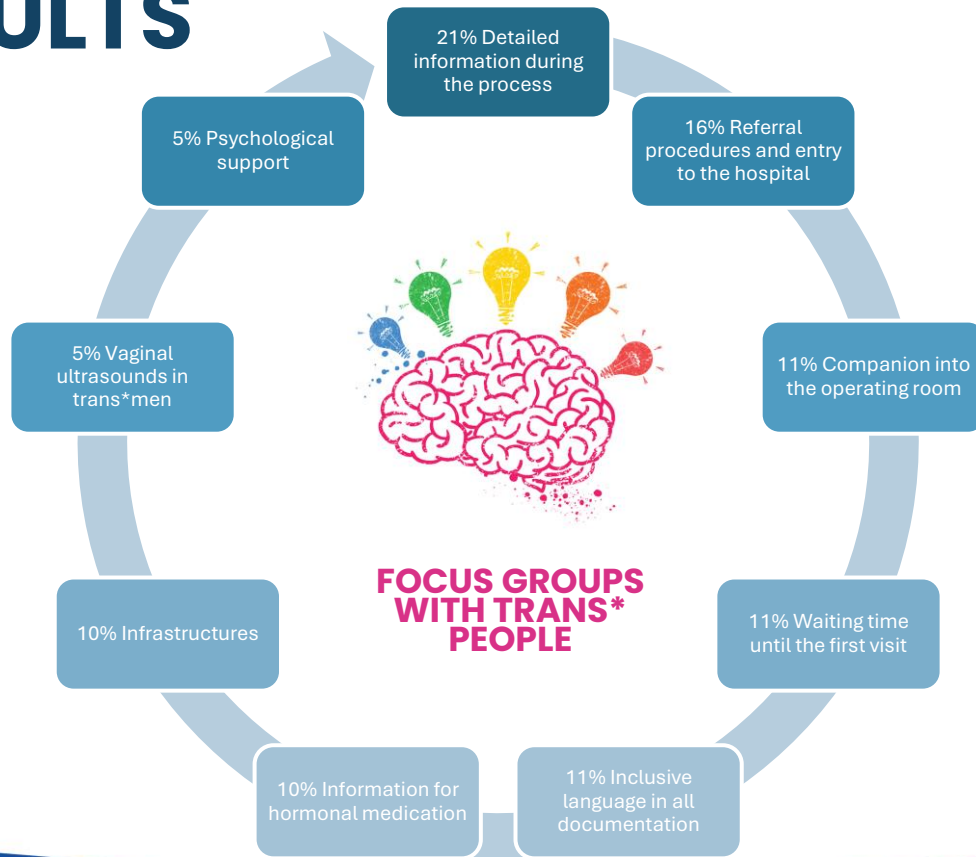 ULTS
21% Detailed
information during
the process
16% Referral
procedures and entry
to the hospital
11% Companion into
the operating room
11% Waiting time
until the first visit
11% Inclusive
language in all
documentation
10% Information for
hormonal medication
10% Infrastructures
5% Vaginal
ultrasounds in
trans*men
5% Psychological
support
FOCUS GROUPS
WITH TRANS*
PEOPLE